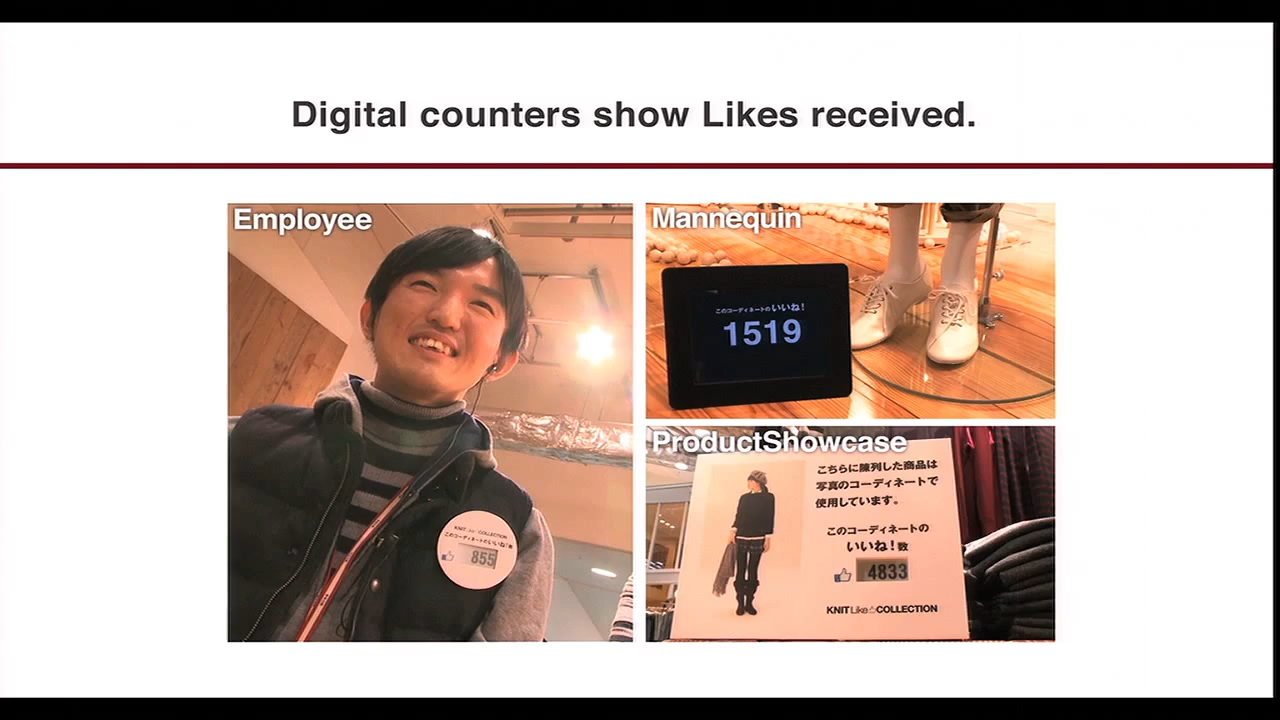 Digital counters show Likes received.
Employee
KNIT Like☆COLLECTION
このコーディネートのいいね!数
855
Mannequin
このコーディネートのいいね!
1519
ProductShowcase
こちらに陳列した商品は
写真のコーディネートで
使用しています。
このコーディネートの
いいね!数
4833
KNIT Like☆COLLECTION